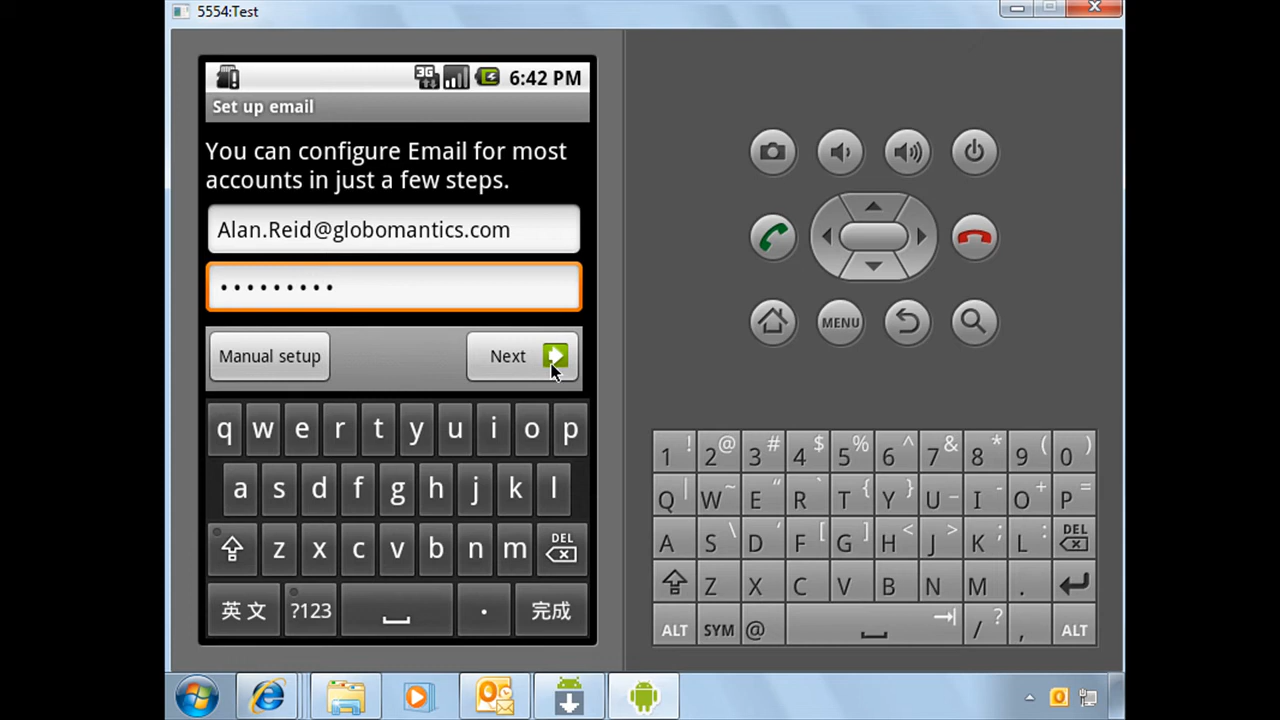 5554:Test
3G 6:42 PM
Set up email
You can configure Email for most
accounts in just a few steps.
Alan.Reid@globomantics.com
•••••••••
Manual setup
Next
q w e r t y u i o p
a s d f g h j k l
z x c v b n m DEL
英文 ?123 . 完成
MENU
1 ! 2 @ 3 # 4 $ 5 % 6 ^ 7 & 8 * 9 ( 0 )
Q | W ~ E " R ` T { Y } U _ I - O + P =
A S \ D ' F [ G ] H < J > K ; L : DEL
Z X C V B N M .
ALT SYM @ / ? , ALT